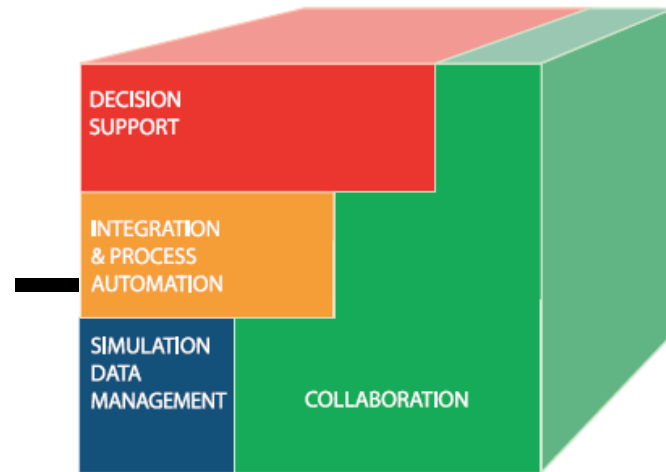 DECISION
SUPPORT
INTEGRATION
& PROCESS
AUTOMATION
SIMULATION
DATA
MANAGEMENT
COLLABORATION